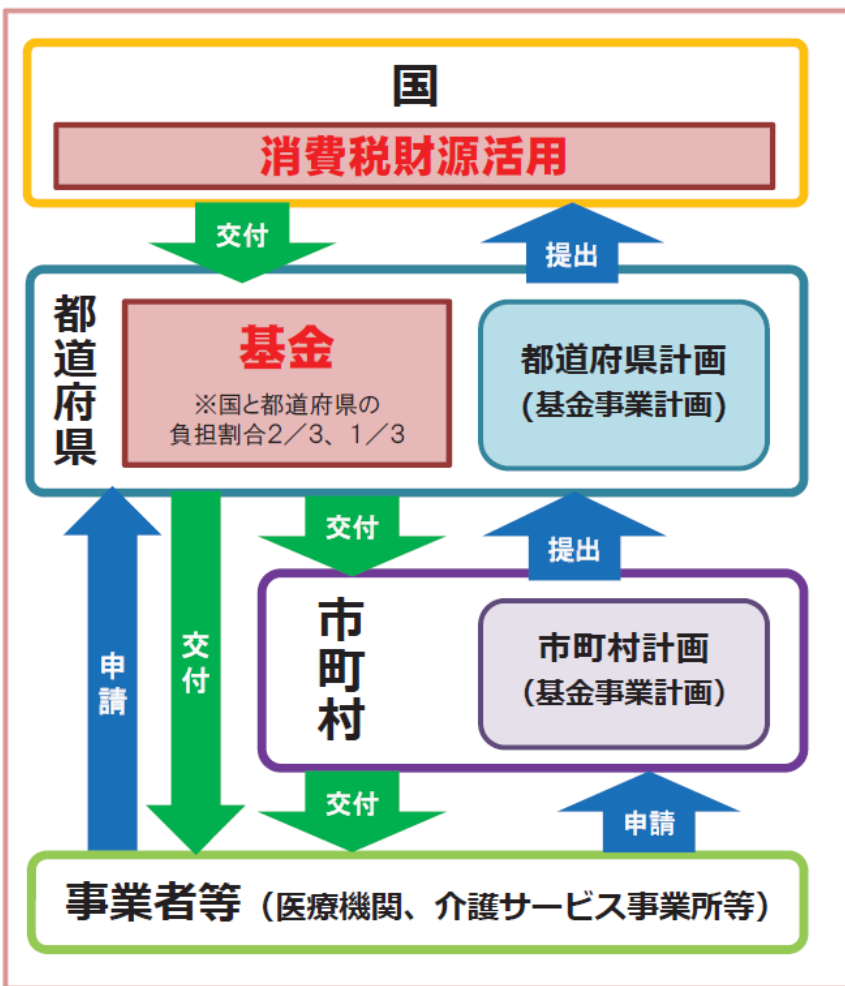 国
消費税財源活用
交付
提出
都道府県
基金
※国と都道府県の
負担割合2/3、1/3
都道府県計画
(基金事業計画)
交付
提出
申請
交付
市町村
市町村計画
(基金事業計画)
交付
申請
事業者等(医療機関、介護サービス事業所等)